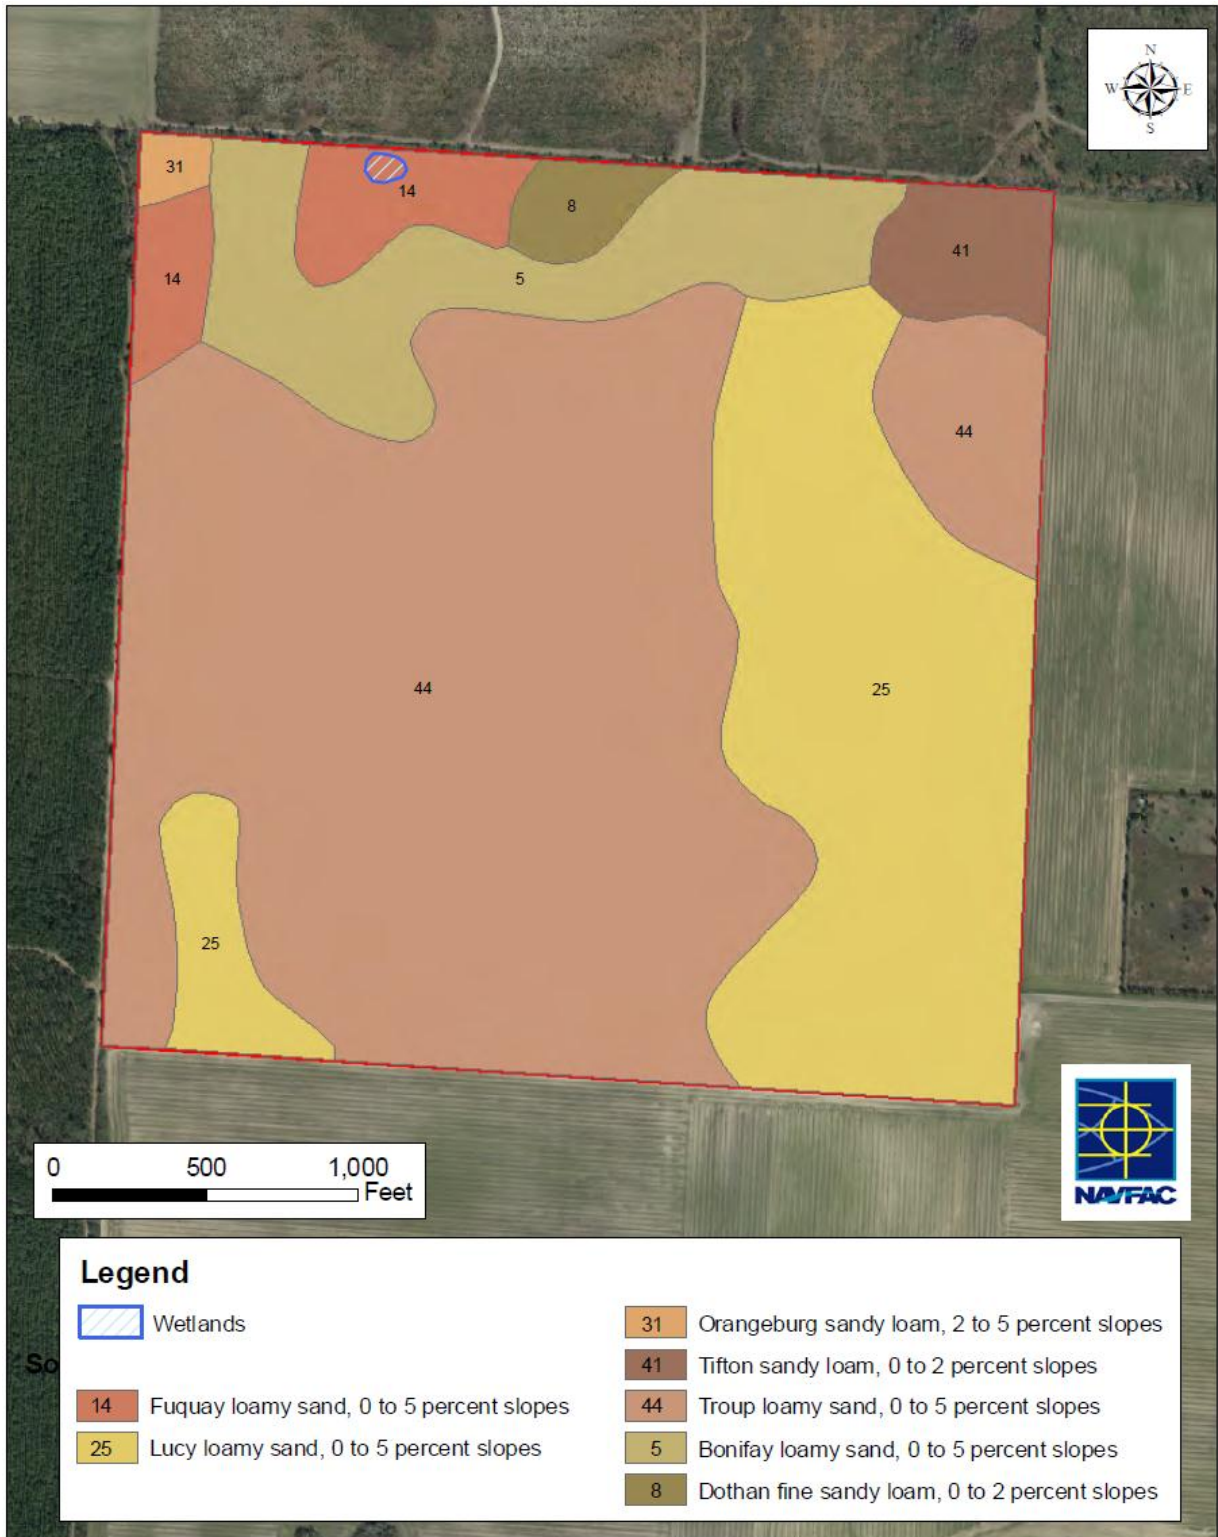 N
W E
S
31
14
8
14
41
5
44
44
25
25
0 500 1,000
Feet
NAVFAC
Legend
Wetlands
So
14 Fuquay loamy sand, 0 to 5 percent slopes
25 Lucy loamy sand, 0 to 5 percent slopes
31 Orangeburg sandy loam, 2 to 5 percent slopes
41 Tifton sandy loam, 0 to 2 percent slopes
44 Troup loamy sand, 0 to 5 percent slopes
5 Bonifay loamy sand, 0 to 5 percent slopes
8 Dothan fine sandy loam, 0 to 2 percent slopes